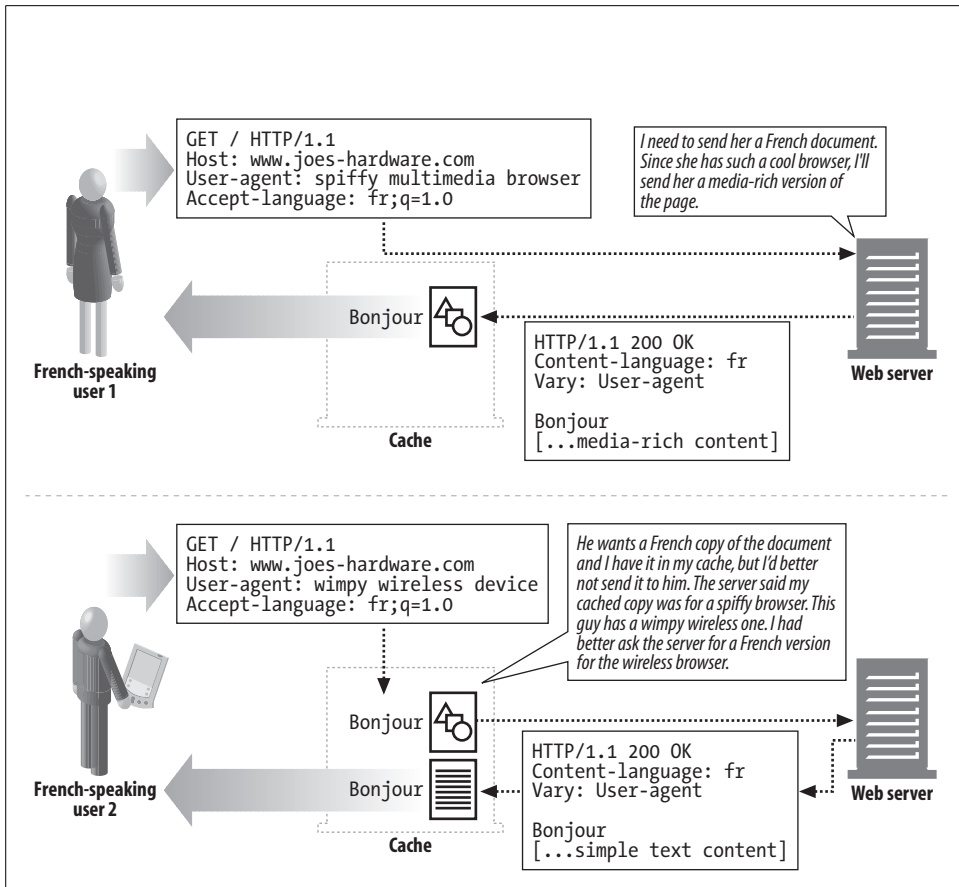 GET / HTTP/1.1
Host: www.joes-hardware.com
User-agent: spiffy multimedia browser
Accept-language: fr;q=1.0
I need to send her a French document.
Since she has such a cool browser, I'll
send her a media-rich version of
the page.
Bonjour
HTTP/1.1 200 OK
Content-language: fr
Vary: User-agent
Bonjour
[...media-rich content]
French-speaking
user 1
Cache
Web server
GET / HTTP/1.1
Host: www.joes-hardware.com
User-agent: wimpy wireless device
Accept-language: fr;q=1.0
He wants a French copy of the document
and I have it in my cache, but I'd better
not send it to him. The server said my
cached copy was for a spiffy browser. This
guy has a wimpy wireless one. I had
better ask the server for a French version
for the wireless browser.
Bonjour
Bonjour
HTTP/1.1 200 OK
Content-language: fr
Vary: User-agent
Bonjour
[...simple text content]
French-speaking
user 2
Cache
Web server